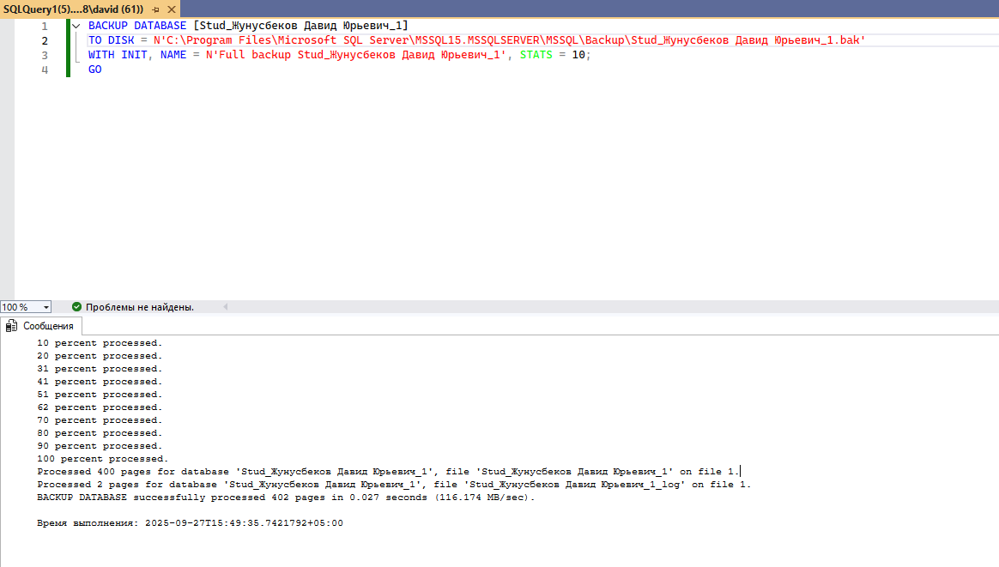 SQLQuery1(5)....8\david (61))
1 BACKUP DATABASE [Stud_Жунусбеков Давид Юрьевич_1]
2 TO DISK = N'C:\Program Files\Microsoft SQL Server\MSSQL15.MSSQLSERVER\MSSQL\Backup\Stud_Жунусбеков Давид Юрьевич_1.bak'
3 WITH INIT, NAME = N'Full backup Stud_Жунусбеков Давид Юрьевич_1', STATS = 10;
4 GO
100 % Проблемы не найдены.
Сообщения
10 percent processed.
20 percent processed.
31 percent processed.
41 percent processed.
51 percent processed.
62 percent processed.
70 percent processed.
80 percent processed.
90 percent processed.
100 percent processed.
Processed 400 pages for database 'Stud_Жунусбеков Давид Юрьевич_1', file 'Stud_Жунусбеков Давид Юрьевич_1' on file 1.
Processed 2 pages for database 'Stud_Жунусбеков Давид Юрьевич_1', file 'Stud_Жунусбеков Давид Юрьевич_1_log' on file 1.
BACKUP DATABASE successfully processed 402 pages in 0.027 seconds (116.174 MB/sec).
Время выполнения: 2025-09-27T15:49:35.7421792+05:00